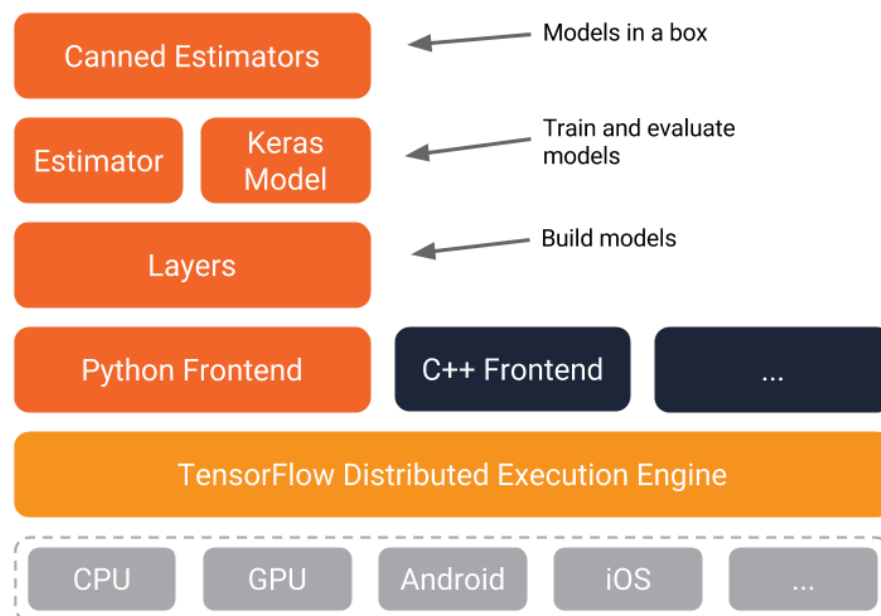 Canned Estimators
Models in a box
Estimator
Keras
Model
Train and evaluate
models
Layers
Build models
Python Frontend
C++ Frontend
...
TensorFlow Distributed Execution Engine
CPU
GPU
Android
iOS
...